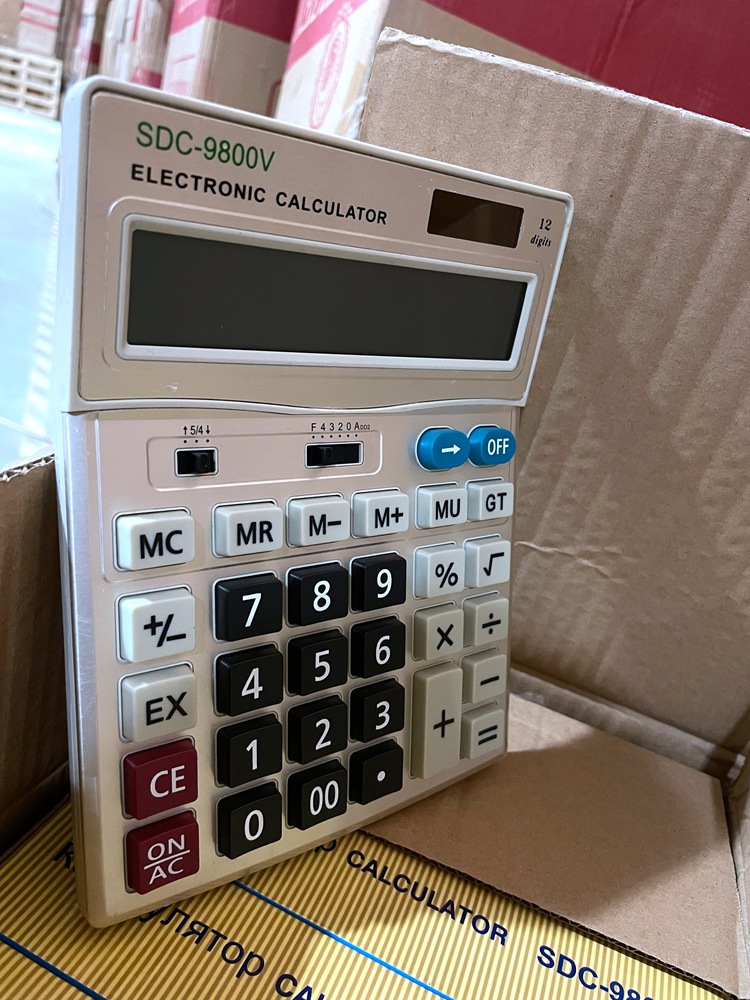 SDC-9800V
ELECTRONIC CALCULATOR
12
digits
↑5/4↓
F 4 3 2 0 ADD2
→ OFF
MC MR M− M+ MU GT
7 8 9 % √
+/− 4 5 6 × ÷
EX 1 2 3 + −
CE 0 00 • =
ON
AC
CALCULATOR SDC-98